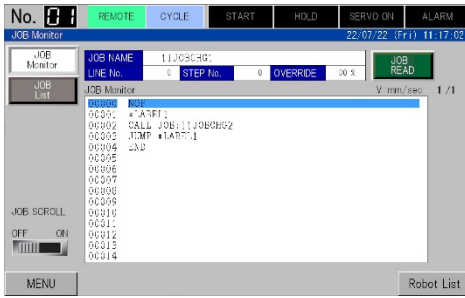 No. 01 REMOTE CYCLE START HOLD SERVO ON ALARM
JOB Monitor 22/07/22 (Fri) 11:17:02
JOB Monitor
JOB List
JOB NAME 11JOBCHG1
LINE No. 0 STEP No. 0 OVERRIDE 00 %
JOB READ
JOB Monitor V mm/sec 1/1
00000 NOP
00001 *LABEL1
00002 CALL JOB:11JOBCHG2
00003 JUMP *LABEL1
00004 END
00005
00006
00007
00008
00009
00010
00011
00012
00013
00014
JOB SCROLL
OFF ON
MENU Robot List